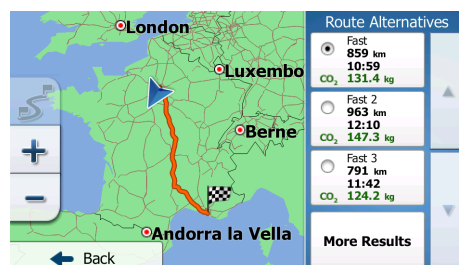 London
Luxembo
Berne
Andorra la Vella
Back
Route Alternatives
Fast
859 km
10:59
CO₂ 131.4 kg
Fast 2
963 km
12:10
CO₂ 147.3 kg
Fast 3
791 km
11:42
CO₂ 124.2 kg
More Results